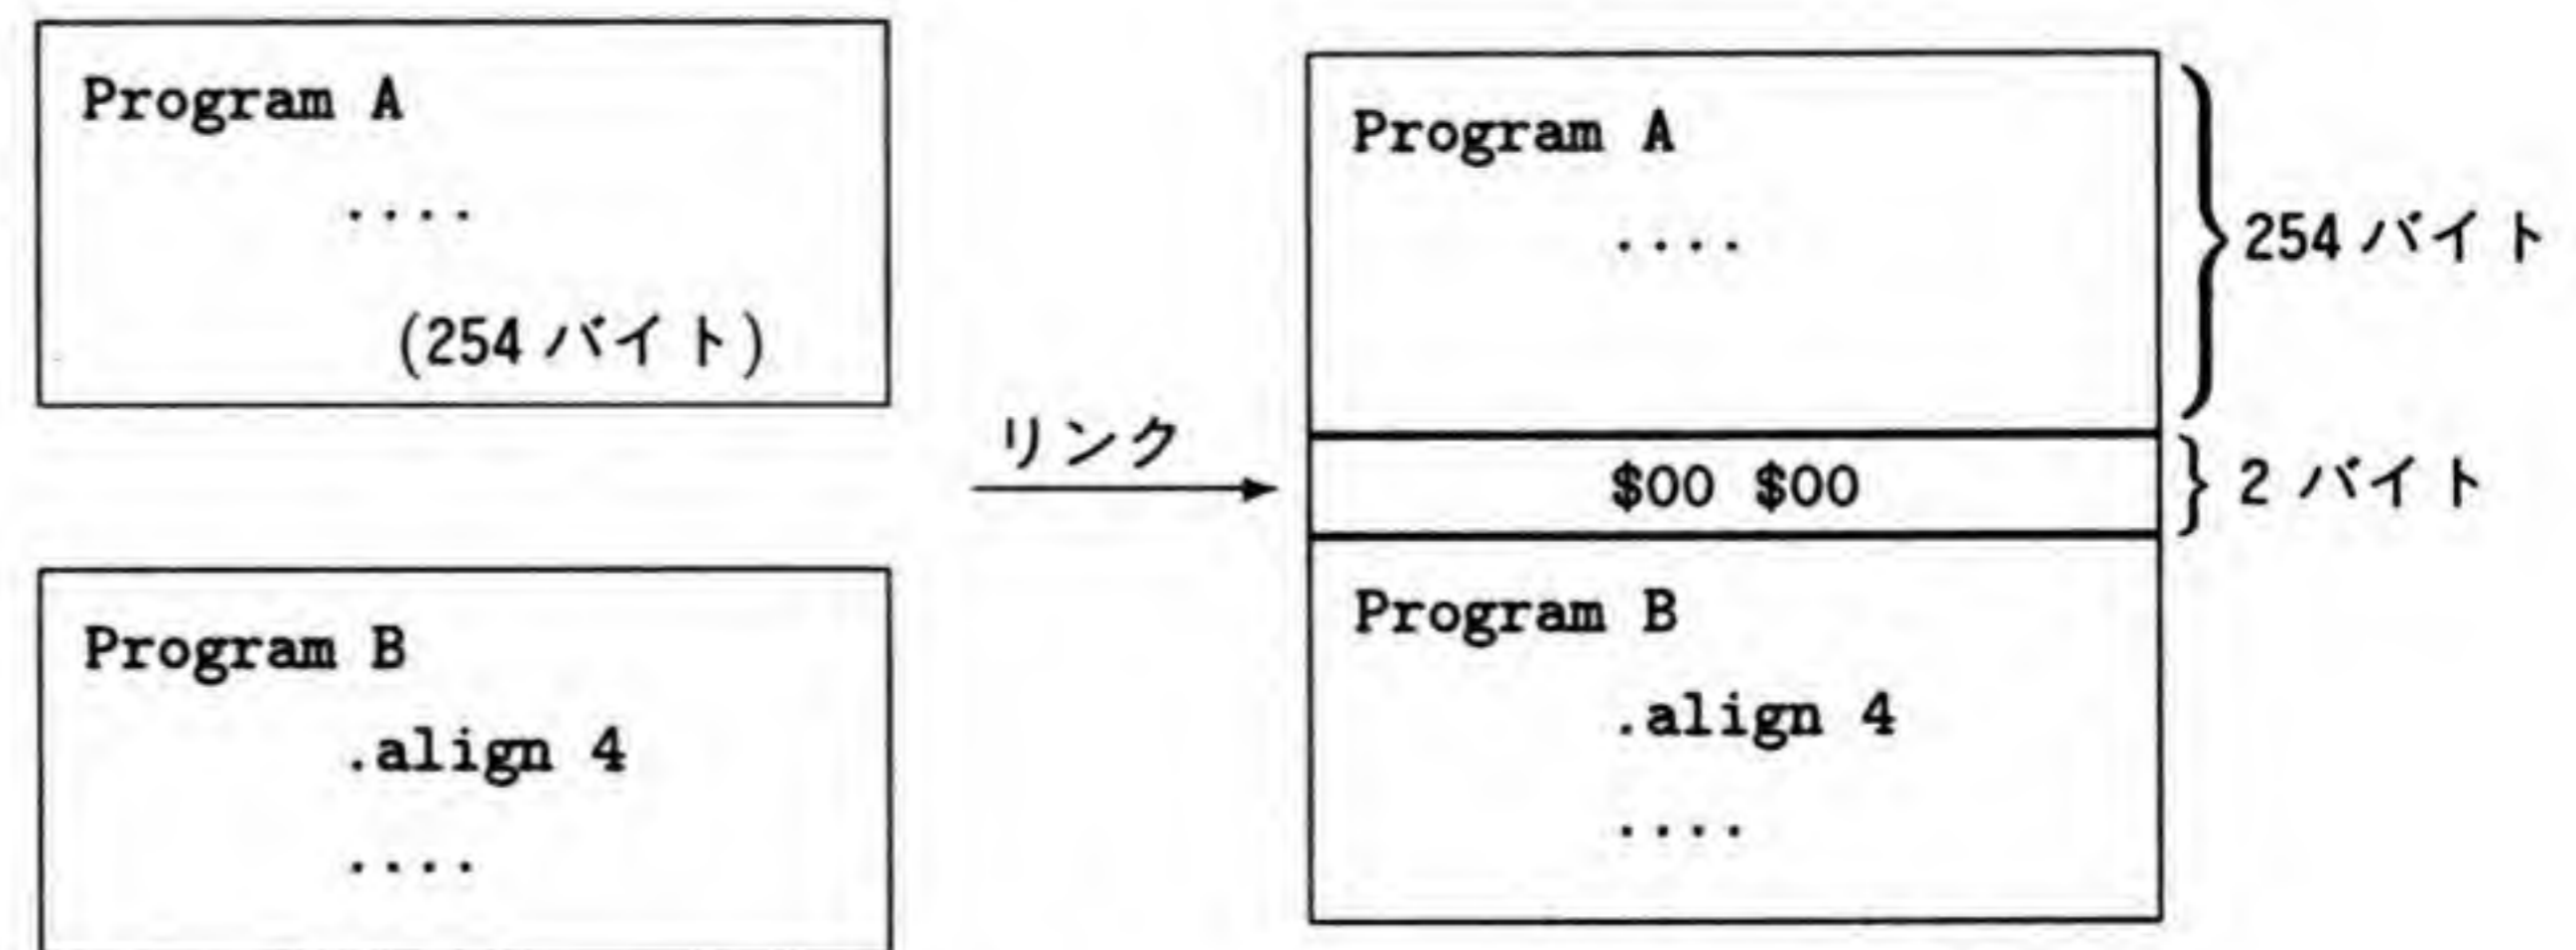 Program A
....
(254 バイト)
Program B
.align 4
....
リンク
Program A
....
254 バイト
$00 $00
2 バイト
Program B
.align 4
....